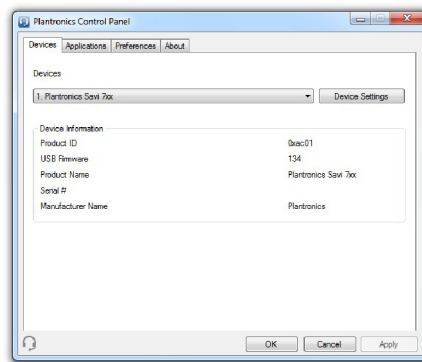 Plantronics Control Panel
Devices Applications Preferences About
Devices
1. Plantronics Savi 7xx Device Settings
Device Information
Product ID 0xac01
USB Firmware 134
Product Name Plantronics Savi 7xx
Serial #
Manufacturer Name Plantronics
OK Cancel Apply